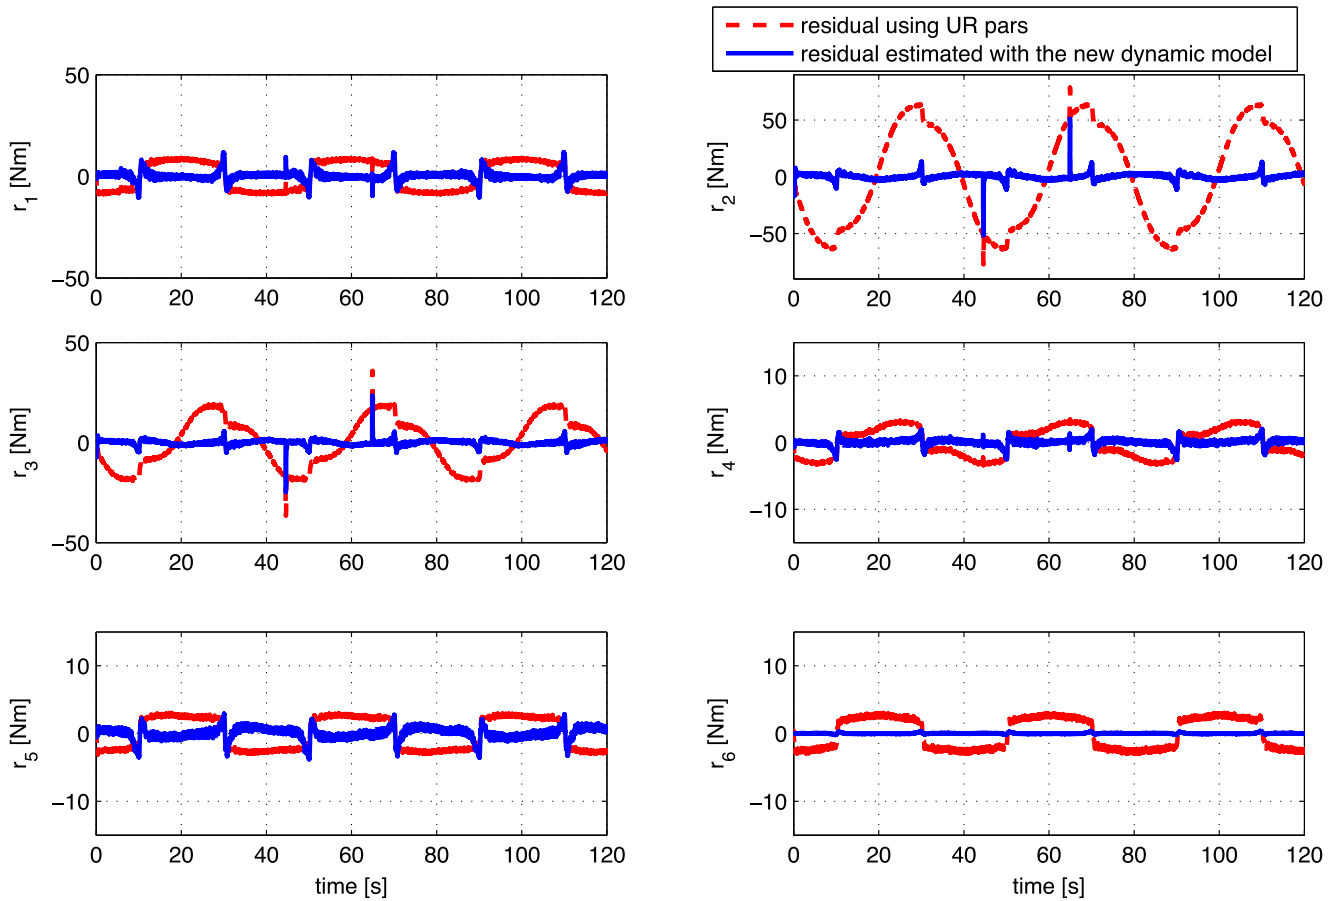 residual using UR pars
residual estimated with the new dynamic model
50
0
−50
r1 [Nm]
0 20 40 60 80 100 120
50
0
−50
r2 [Nm]
0 20 40 60 80 100 120
50
0
−50
r3 [Nm]
0 20 40 60 80 100 120
10
0
−10
r4 [Nm]
0 20 40 60 80 100 120
10
0
−10
r5 [Nm]
0 20 40 60 80 100 120
time [s]
10
0
−10
r6 [Nm]
0 20 40 60 80 100 120
time [s]